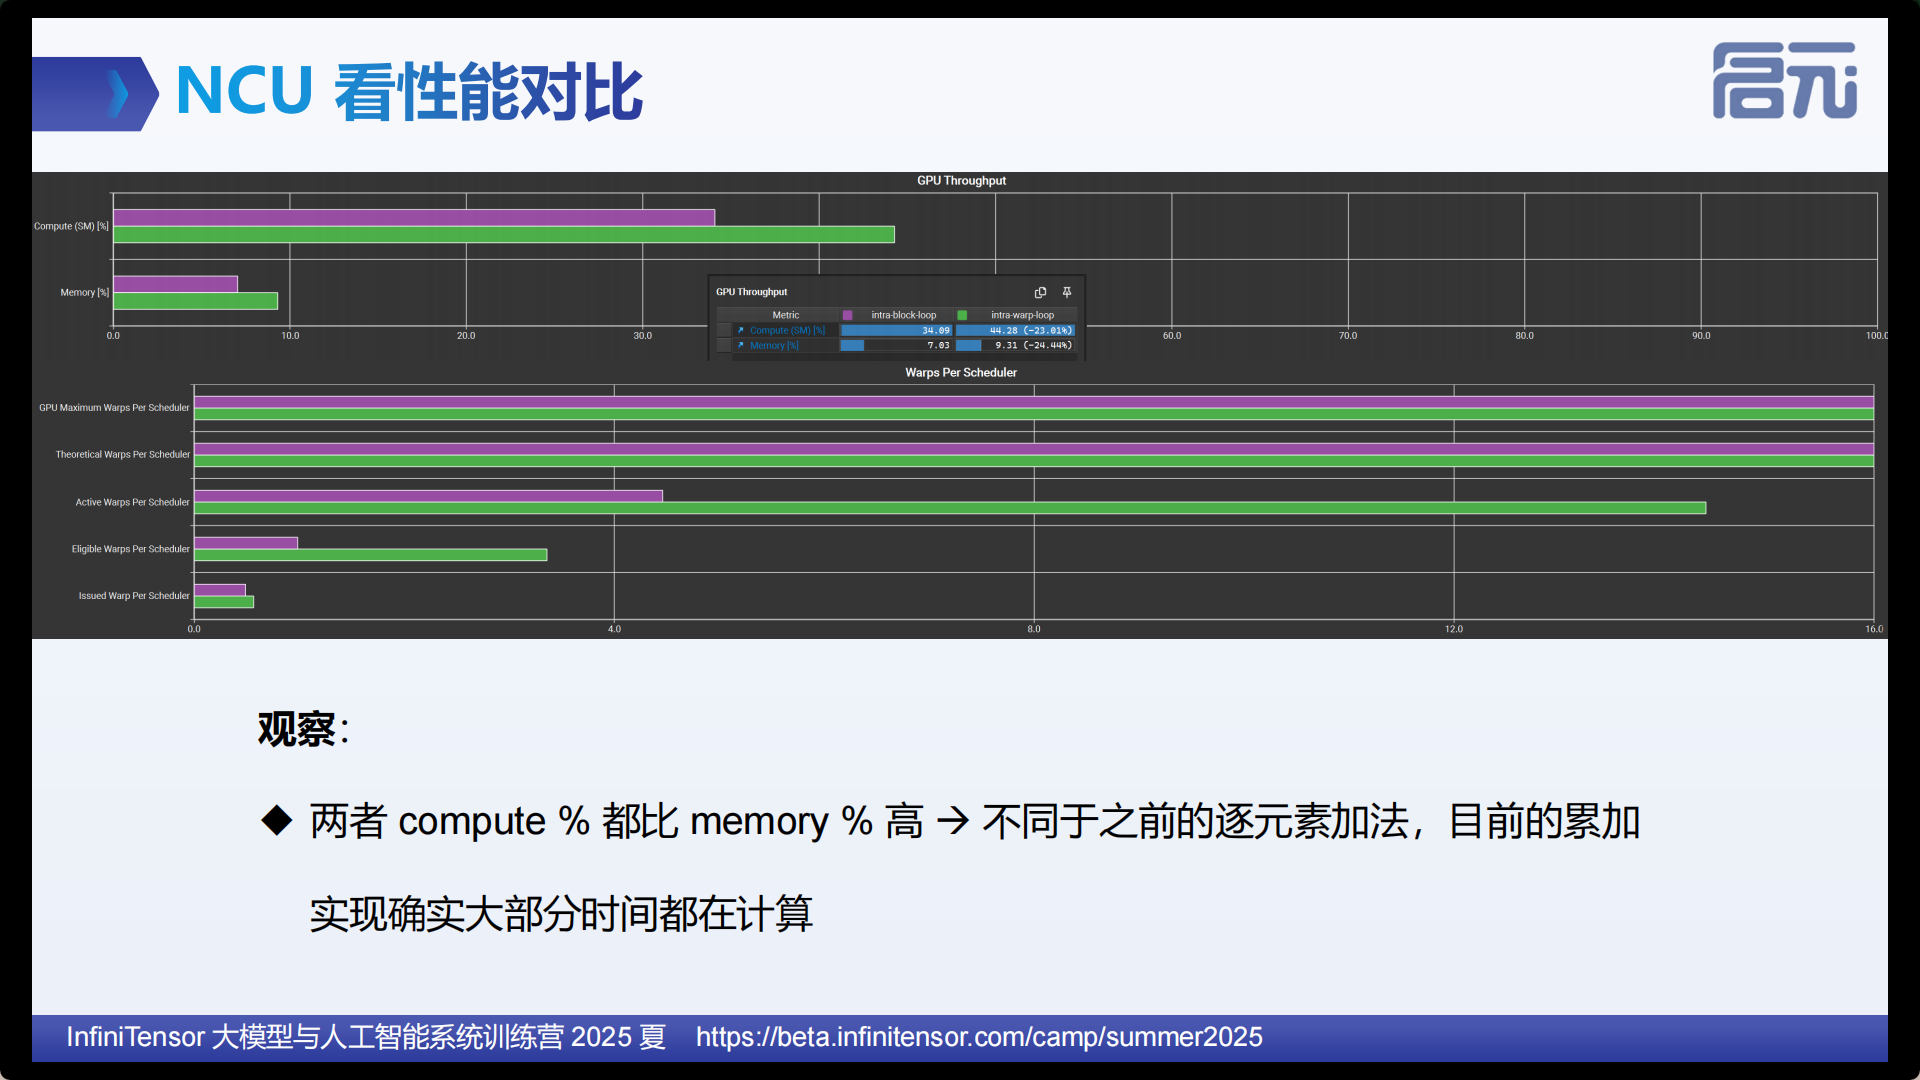 NCU 看性能对比
启元
GPU Throughput
Compute (SM) [%]
Memory [%]
0.0 10.0 20.0 30.0 60.0 70.0 80.0 90.0 100.0
GPU Throughput
Metric intra-block-loop intra-warp-loop
Compute (SM) [%] 34.09 44.28 (-23.01%)
Memory [%] 7.03 9.31 (-24.44%)
Warps Per Scheduler
GPU Maximum Warps Per Scheduler
Theoretical Warps Per Scheduler
Active Warps Per Scheduler
Eligible Warps Per Scheduler
Issued Warp Per Scheduler
0.0 4.0 8.0 12.0 16.0
观察：
◆ 两者 compute % 都比 memory % 高 → 不同于之前的逐元素加法，目前的累加
实现确实大部分时间都在计算
InfiniTensor 大模型与人工智能系统训练营 2025 夏 https://beta.infinitensor.com/camp/summer2025